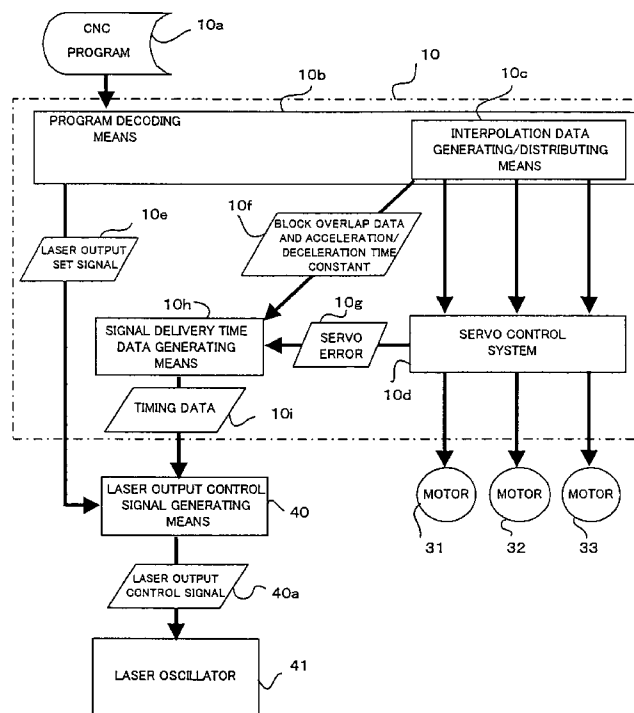 CNC
PROGRAM
10a
10
10b
10c
PROGRAM DECODING
MEANS
INTERPOLATION DATA
GENERATING/DISTRIBUTING
MEANS
10e
10f
LASER OUTPUT
SET SIGNAL
BLOCK OVERLAP DATA
AND ACCELERATION/
DECELERATION TIME
CONSTANT
10h
10g
SIGNAL DELIVERY TIME
DATA GENERATING
MEANS
SERVO
ERROR
SERVO CONTROL
SYSTEM
10d
TIMING DATA
10i
LASER OUTPUT CONTROL
SIGNAL GENERATING
MEANS
40
MOTOR
MOTOR
MOTOR
31
32
33
LASER OUTPUT
CONTROL SIGNAL
40a
LASER OSCILLATOR
41